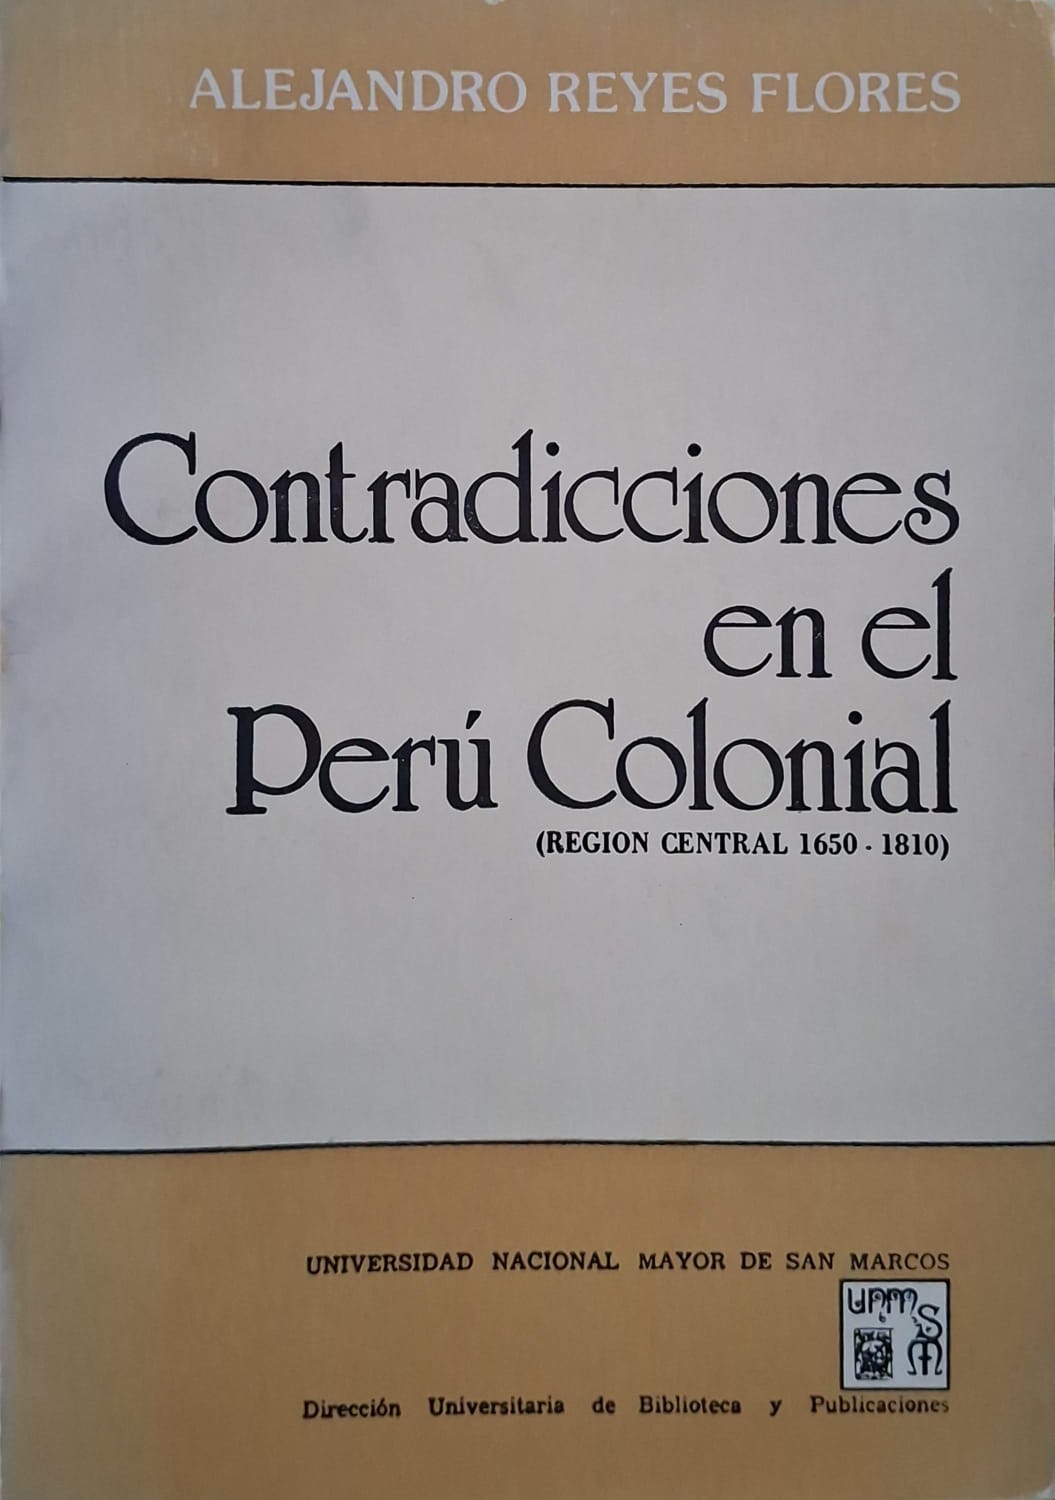 ALEJANDRO REYES FLORES
Contradicciones
en el
Perú Colonial
(REGION CENTRAL 1650 - 1810)
UNIVERSIDAD NACIONAL MAYOR DE SAN MARCOS
UNMSM
Dirección Universitaria de Biblioteca y Publicaciones